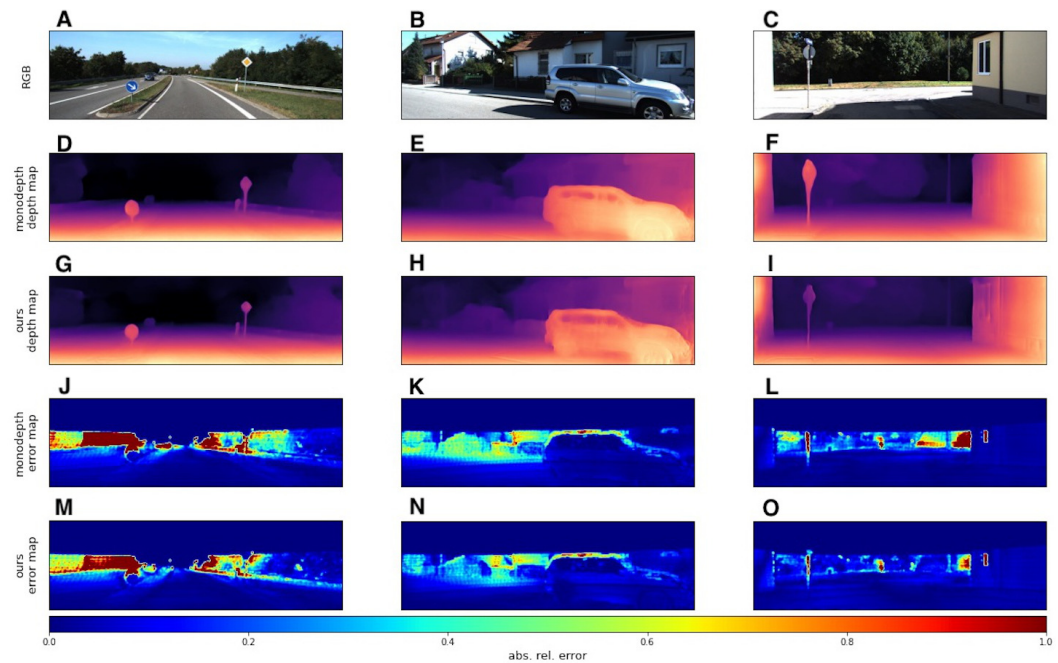 A B C
RGB
D E F
monodepth
depth map
G H I
ours
depth map
J K L
monodepth
error map
M N O
ours
error map
0.0 0.2 0.4 0.6 0.8 1.0
abs. rel. error